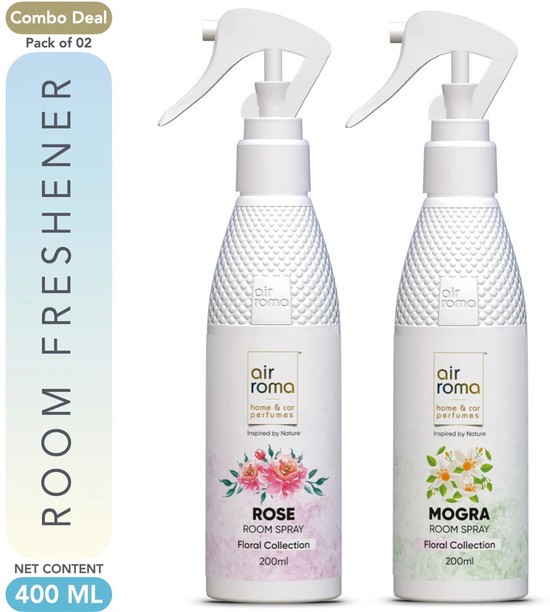 Combo Deal
Pack of 02
ROOM FRESHENER
NET CONTENT
400 ML
air
roma
air
roma
™
home & car
perfumes
Inspired by Nature
ROSE
ROOM SPRAY
Floral Collection
200ml
air
roma
air
roma
™
home & car
perfumes
Inspired by Nature
MOGRA
ROOM SPRAY
Floral Collection
200ml